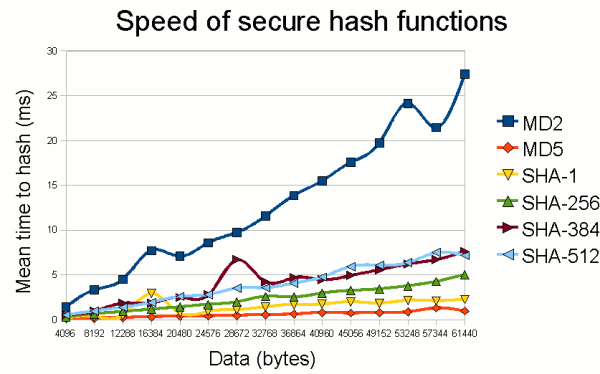 Speed of secure hash functions
Mean time to hash (ms)
30
25
20
15
10
5
0
4096 8192 12288 16384 20480 24576 28672 32768 36864 40960 45056 49152 53248 57344 61440
Data (bytes)
MD2
MD5
SHA-1
SHA-256
SHA-384
SHA-512